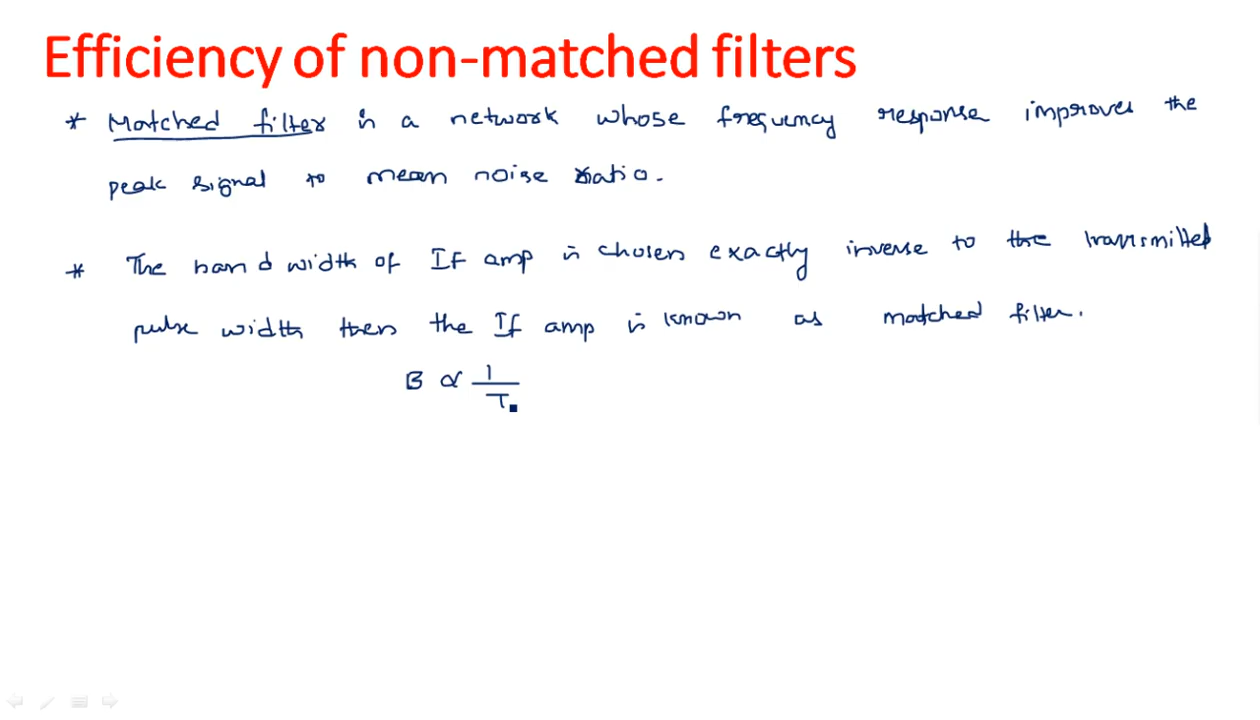 Efficiency of non-matched filters
* Matched filter is a network whose frequency response improves the
peak signal to mean noise ratio.
* The band width of If amp is chosen exactly inverse to the transmitted
pulse width then the If amp is known as matched filter.
B ∝ 1/τ